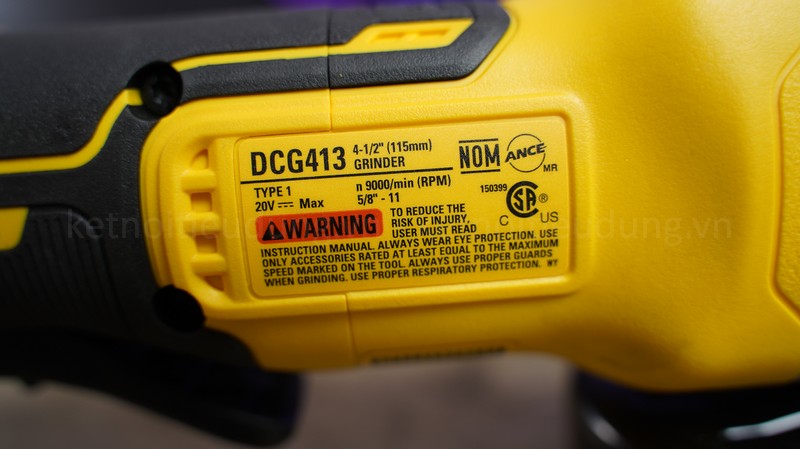 DCG413 4-1/2" (115mm) GRINDER
NOM ANCE MR
TYPE 1 n 9000/min (RPM)
20V⎓ Max 5/8" - 11
150399 SA® C US
⚠WARNING TO REDUCE THE
RISK OF INJURY,
USER MUST READ
INSTRUCTION MANUAL. ALWAYS WEAR EYE PROTECTION. USE
ONLY ACCESSORIES RATED AT LEAST EQUAL TO THE MAXIMUM
SPEED MARKED ON THE TOOL. ALWAYS USE PROPER GUARDS
WHEN GRINDING. USE PROPER RESPIRATORY PROTECTION. WY